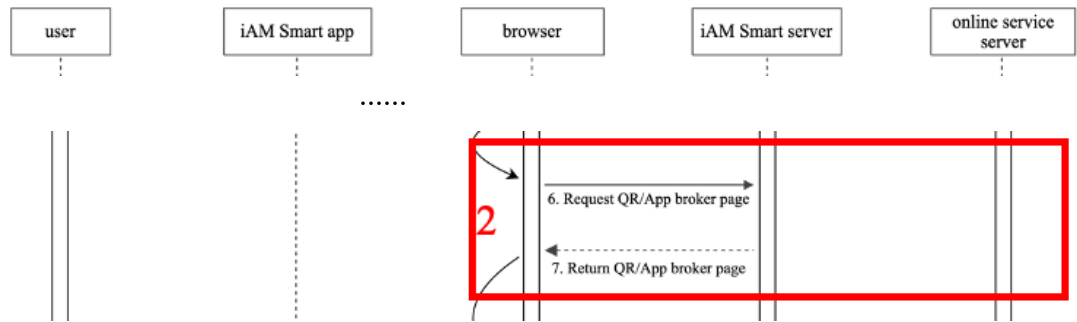 user
iAM Smart app
browser
iAM Smart server
online service
server
......
2
6. Request QR/App broker page
7. Return QR/App broker page